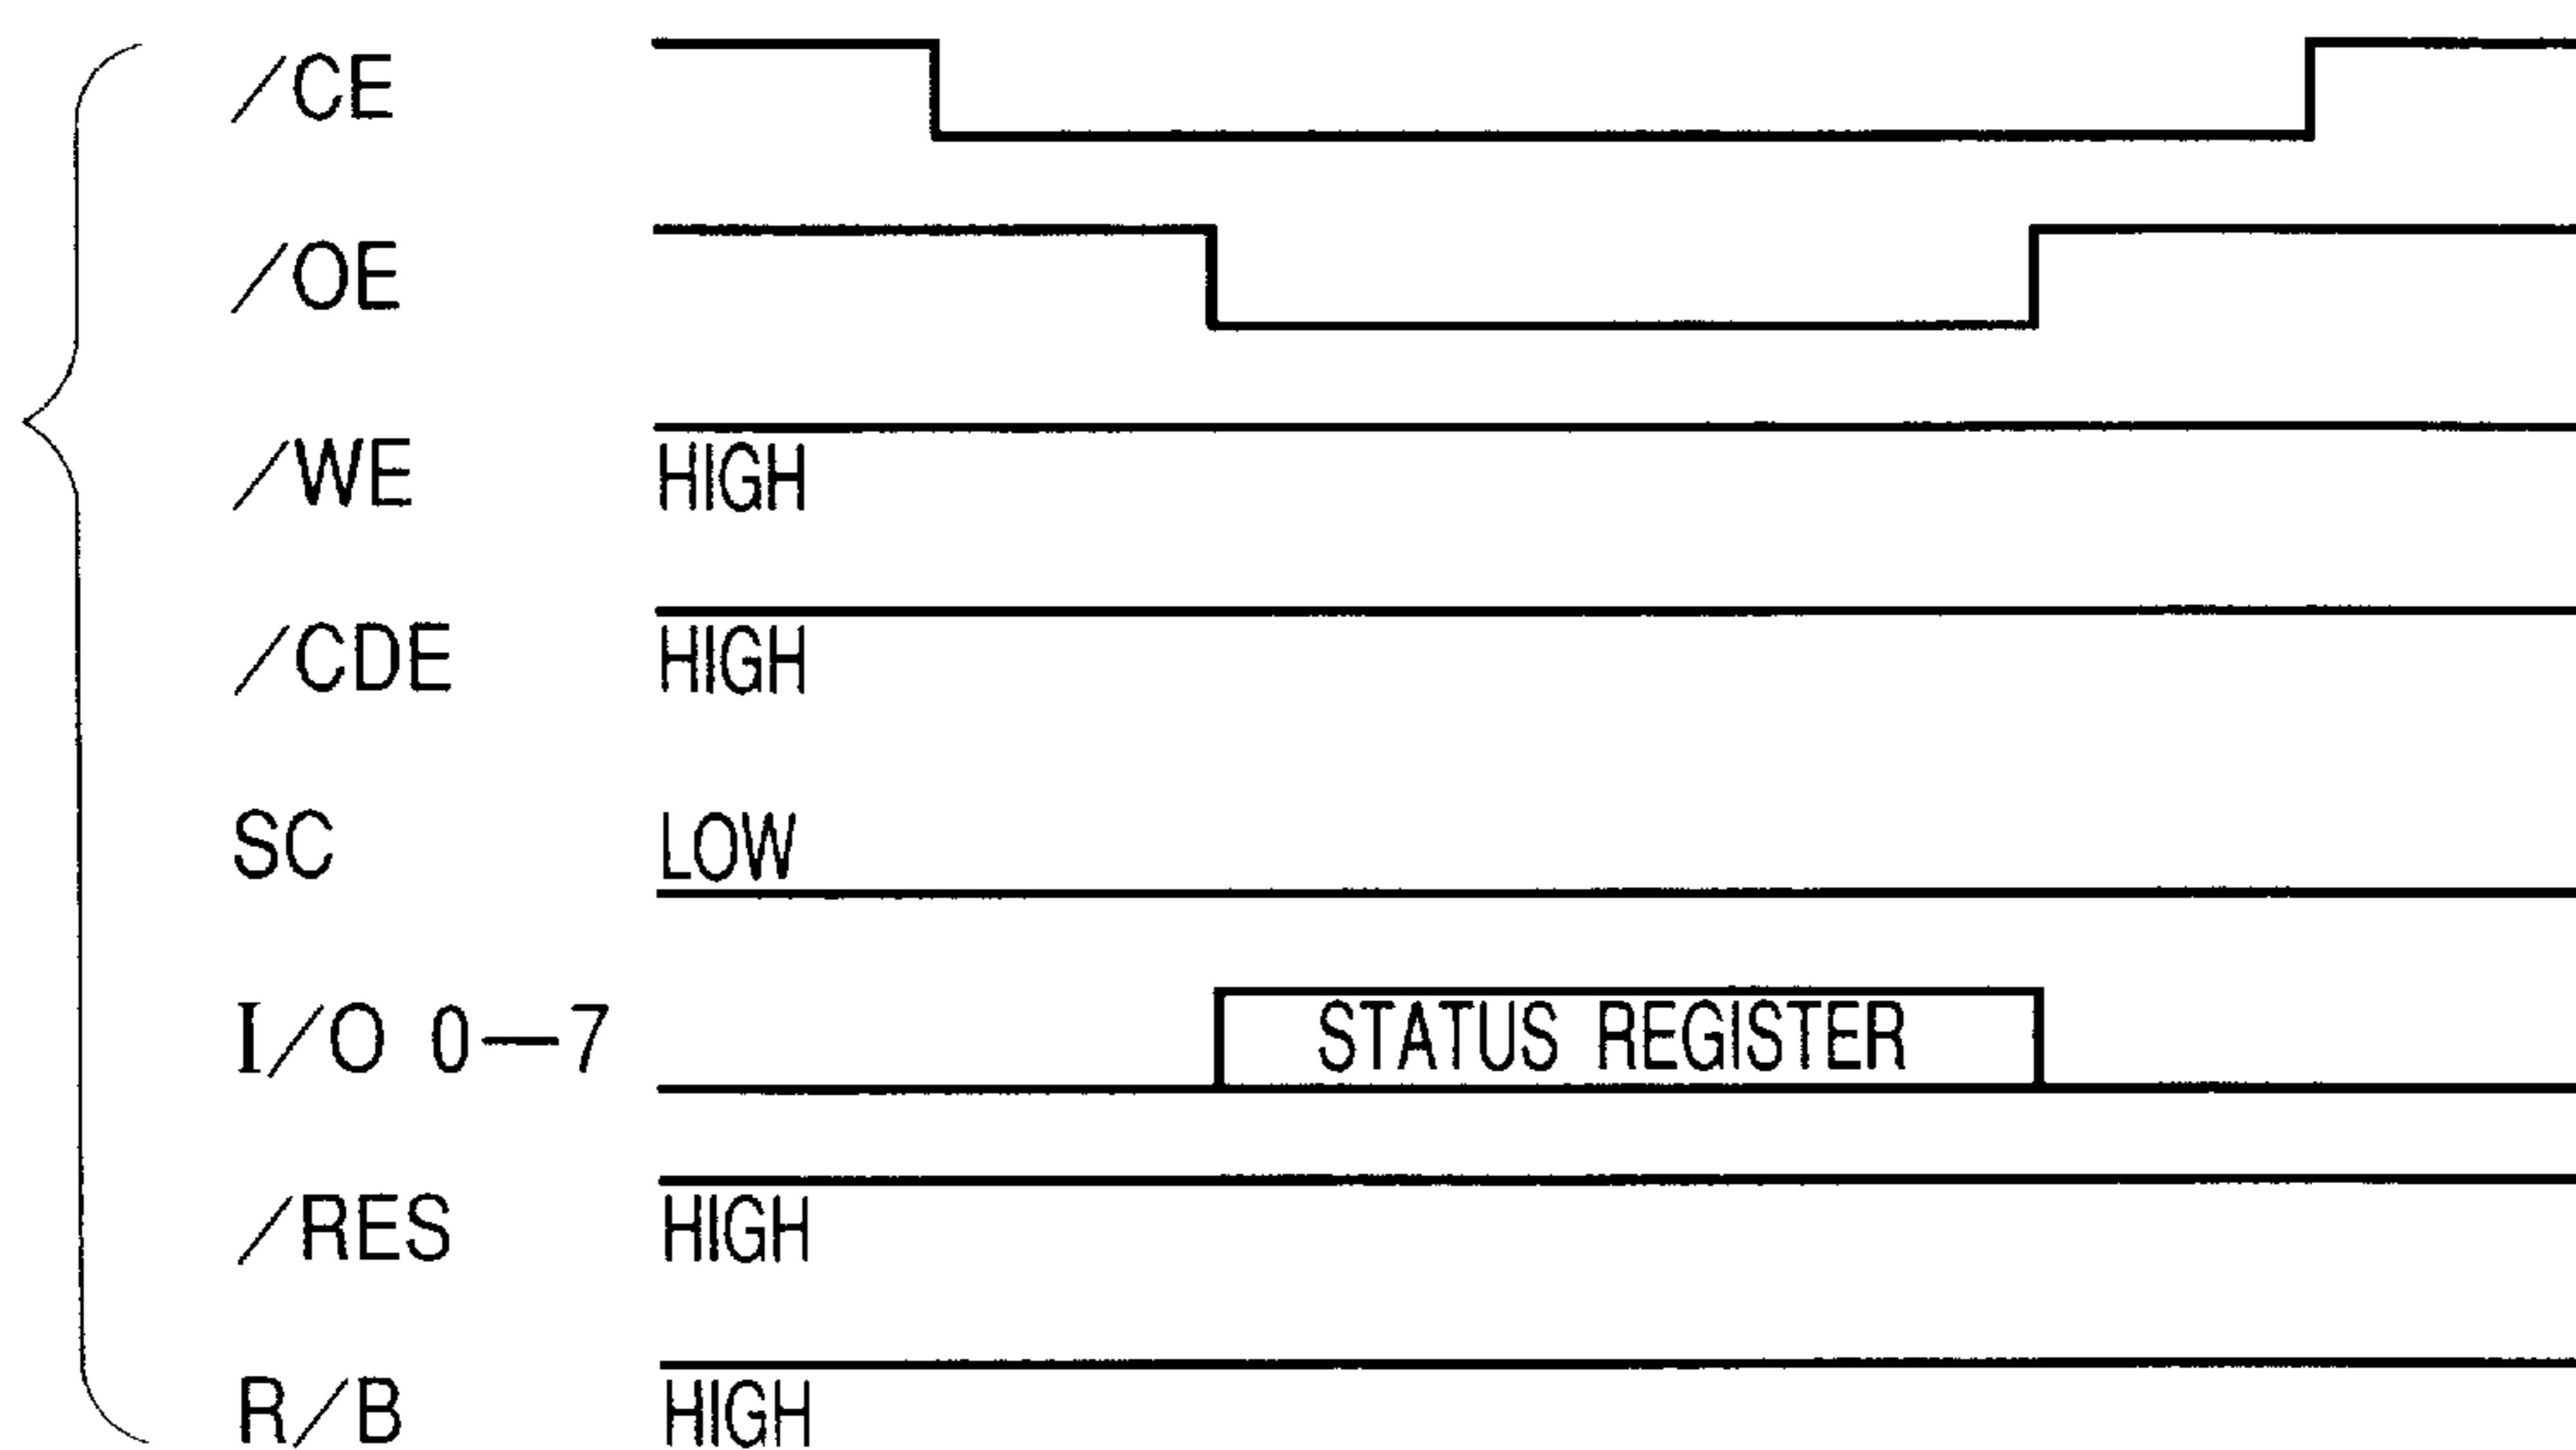 /CE
/OE
/WE HIGH
/CDE HIGH
SC LOW
I/O 0—7 STATUS REGISTER
/RES HIGH
R/B HIGH